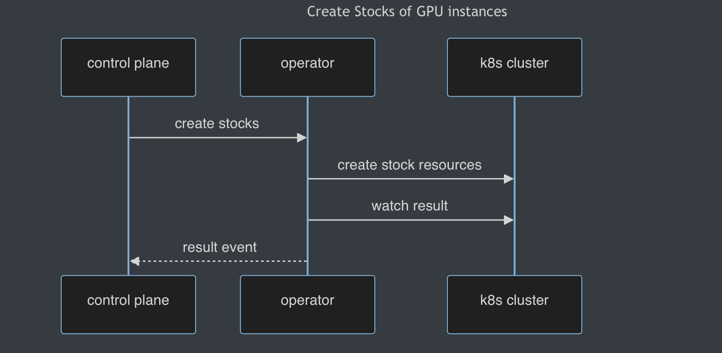 Create Stocks of GPU instances
control plane
operator
k8s cluster
create stocks
create stock resources
watch result
result event
control plane
operator
k8s cluster